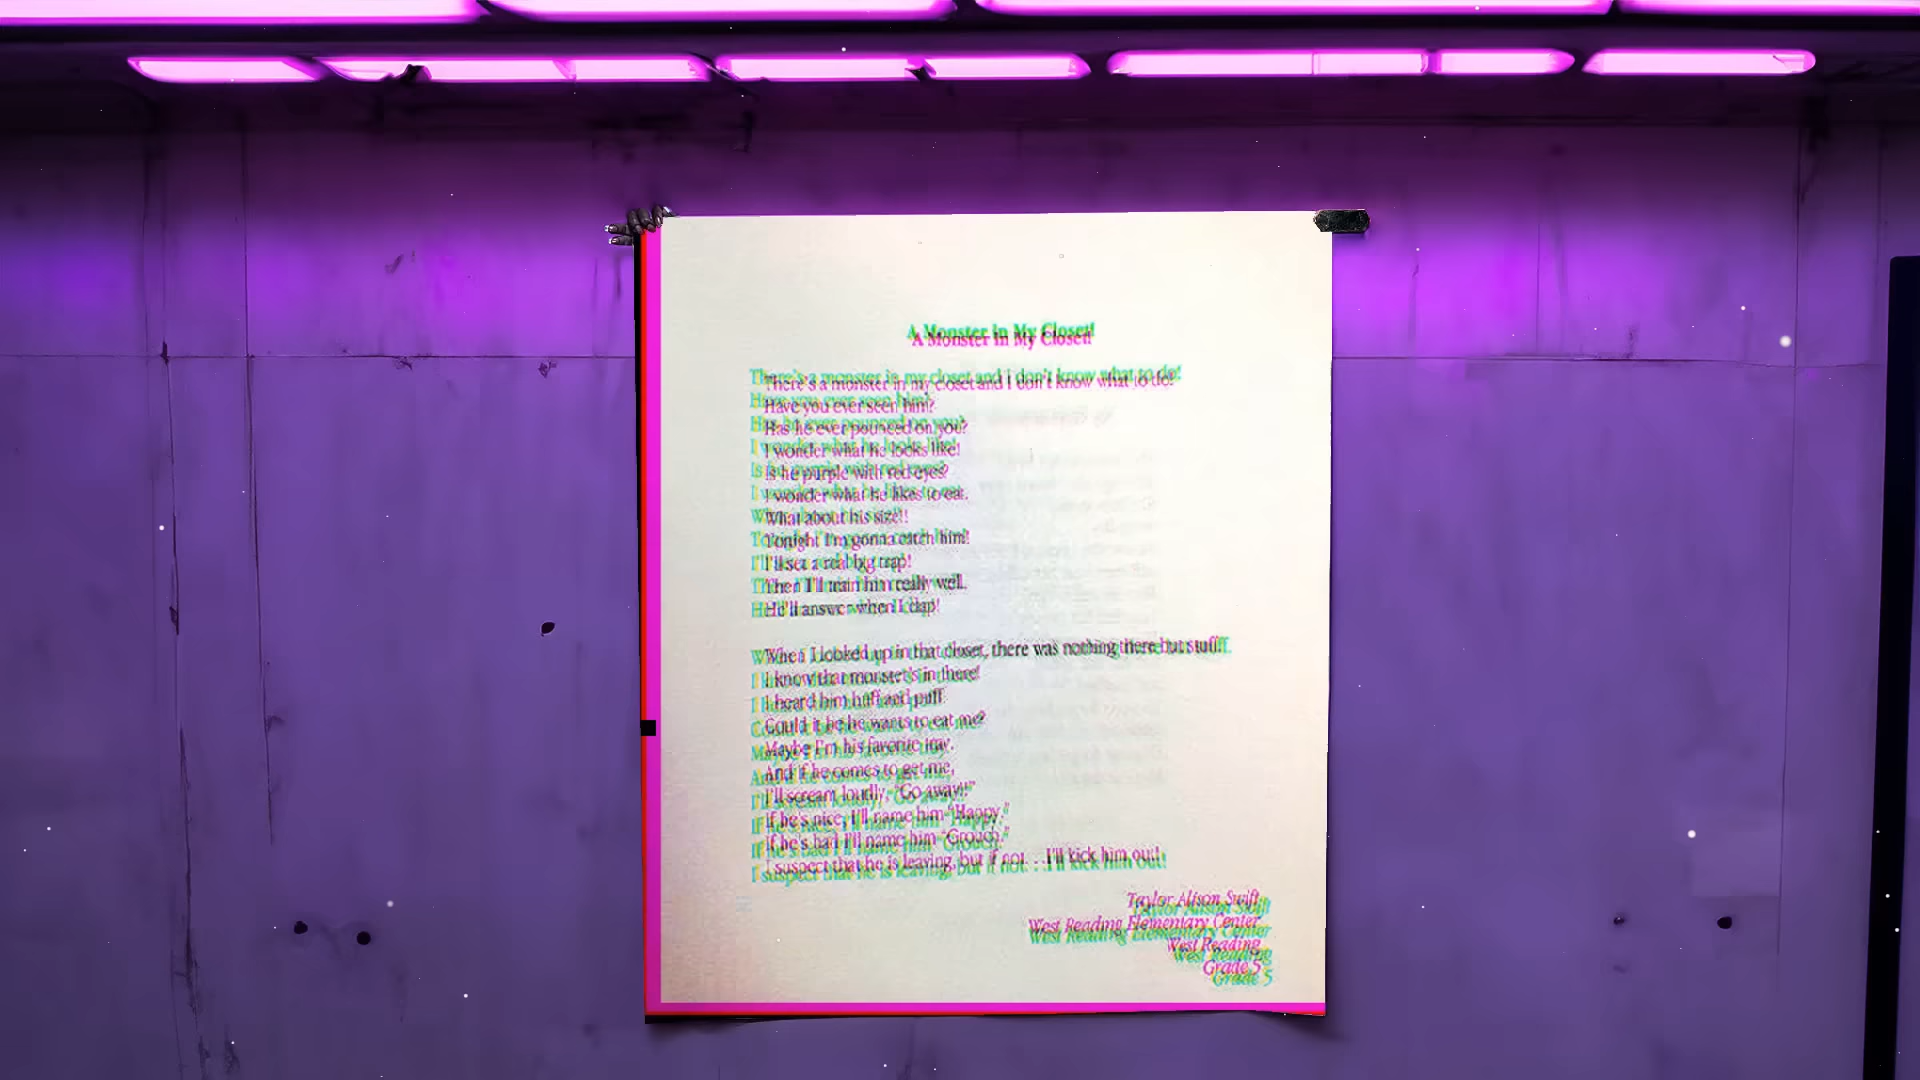 A Monster In My Closet!
There's a monster in my closet and I don't know what to do!
Have you ever seen him?
Has he ever pounced on you?
I wonder what he looks like!
Is he purple with red eyes?
I wonder what he likes to eat.
What about his size!!
Tonight I'm gonna catch him!
I'll set a real big trap!
Then I'll train him really well.
He'll answer when I clap!
When I looked up in that closet, there was nothing there but stuff.
I know that monster's in there!
I heard him huff and puff.
Could it be he wants to eat me?
Maybe I'm his favorite tray.
And if he comes to get me,
I'll scream loudly, "Go away!!"
If he's nice, I'll name him "Happy."
If he's bad I'll name him "Grouch."
I suspect that he is leaving, but if not. . .I'll kick him out!
Taylor Alison Swift
West Reading Elementary Center
West Reading
Grade 5